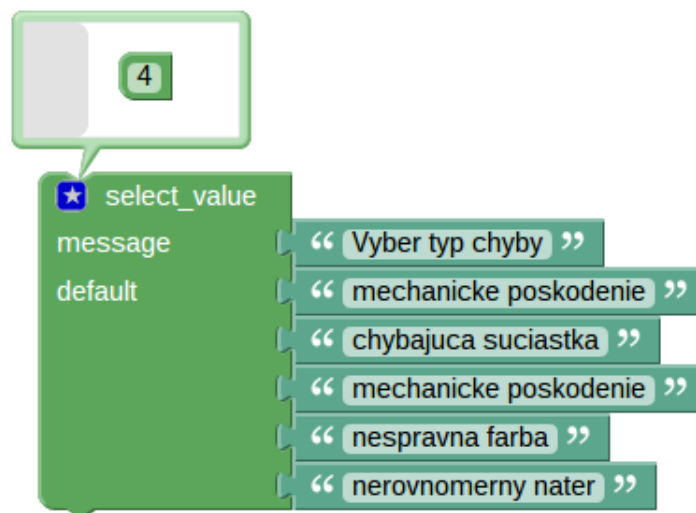 4
select_value
message “ Vyber typ chyby ”
default “ mechanicke poskodenie ”
“ chybajuca suciastka ”
“ mechanicke poskodenie ”
“ nespravna farba ”
“ nerovnomerny nater ”